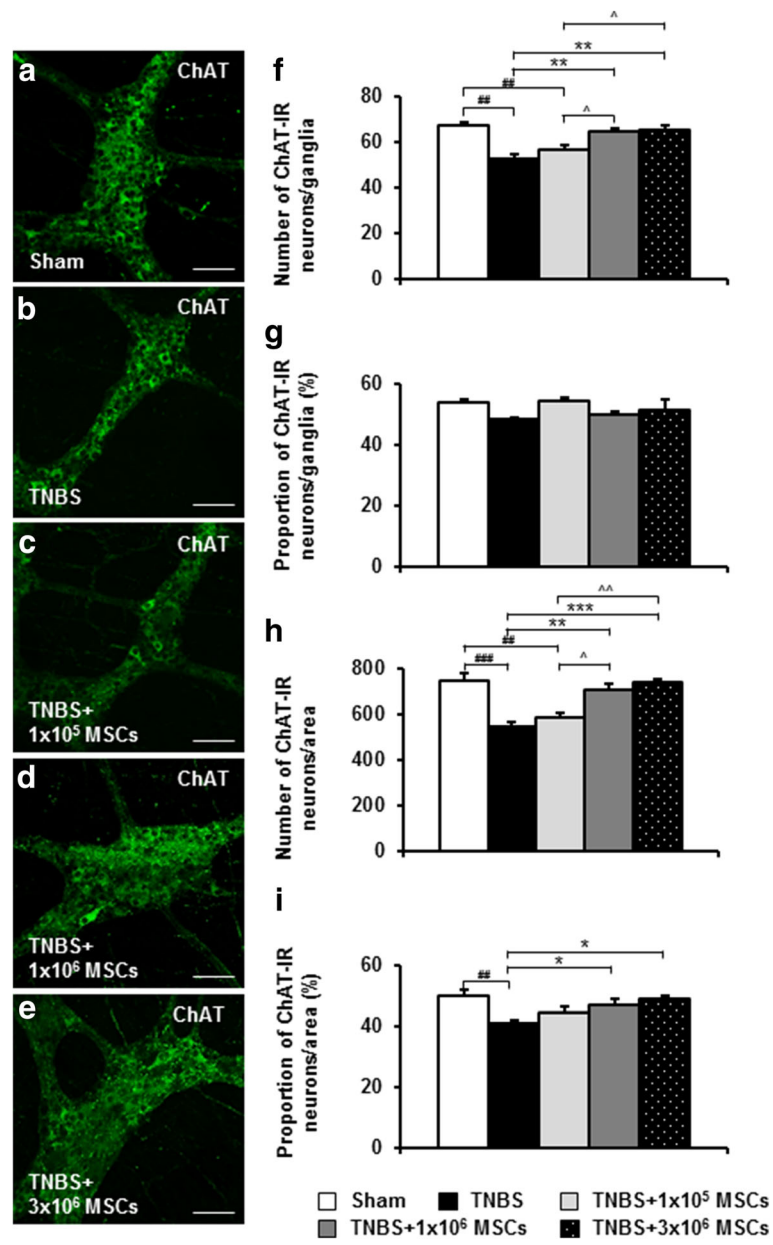 a
ChAT
Sham
b
ChAT
TNBS
c
ChAT
TNBS+
1x10⁵ MSCs
d
ChAT
TNBS+
1x10⁶ MSCs
e
ChAT
TNBS+
3x10⁶ MSCs
f
Number of ChAT-IR
neurons/ganglia
80
60
40
20
0
##
##
^
**
**
^
g
Proportion of ChAT-IR
neurons/ganglia (%)
60
40
20
0
h
Number of ChAT-IR
neurons/area
800
600
400
200
0
###
##
^
**
***
^^
i
Proportion of ChAT-IR
neurons/area (%)
60
40
20
0
##
*
*
Sham
TNBS
TNBS+1x10⁵ MSCs
TNBS+1x10⁶ MSCs
TNBS+3x10⁶ MSCs